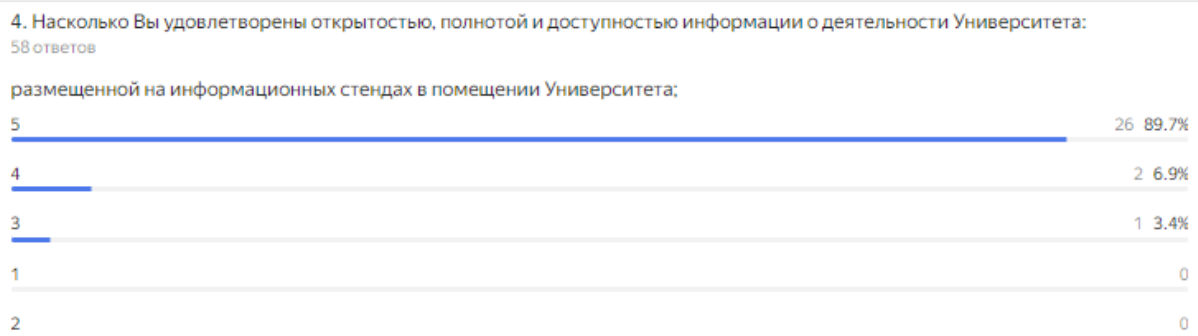 4. Насколько Вы удовлетворены открытостью, полнотой и доступностью информации о деятельности Университета:
58 ответов
размещенной на информационных стендах в помещении Университета;
5 26 89.7%
4 2 6.9%
3 1 3.4%
1 0
2 0